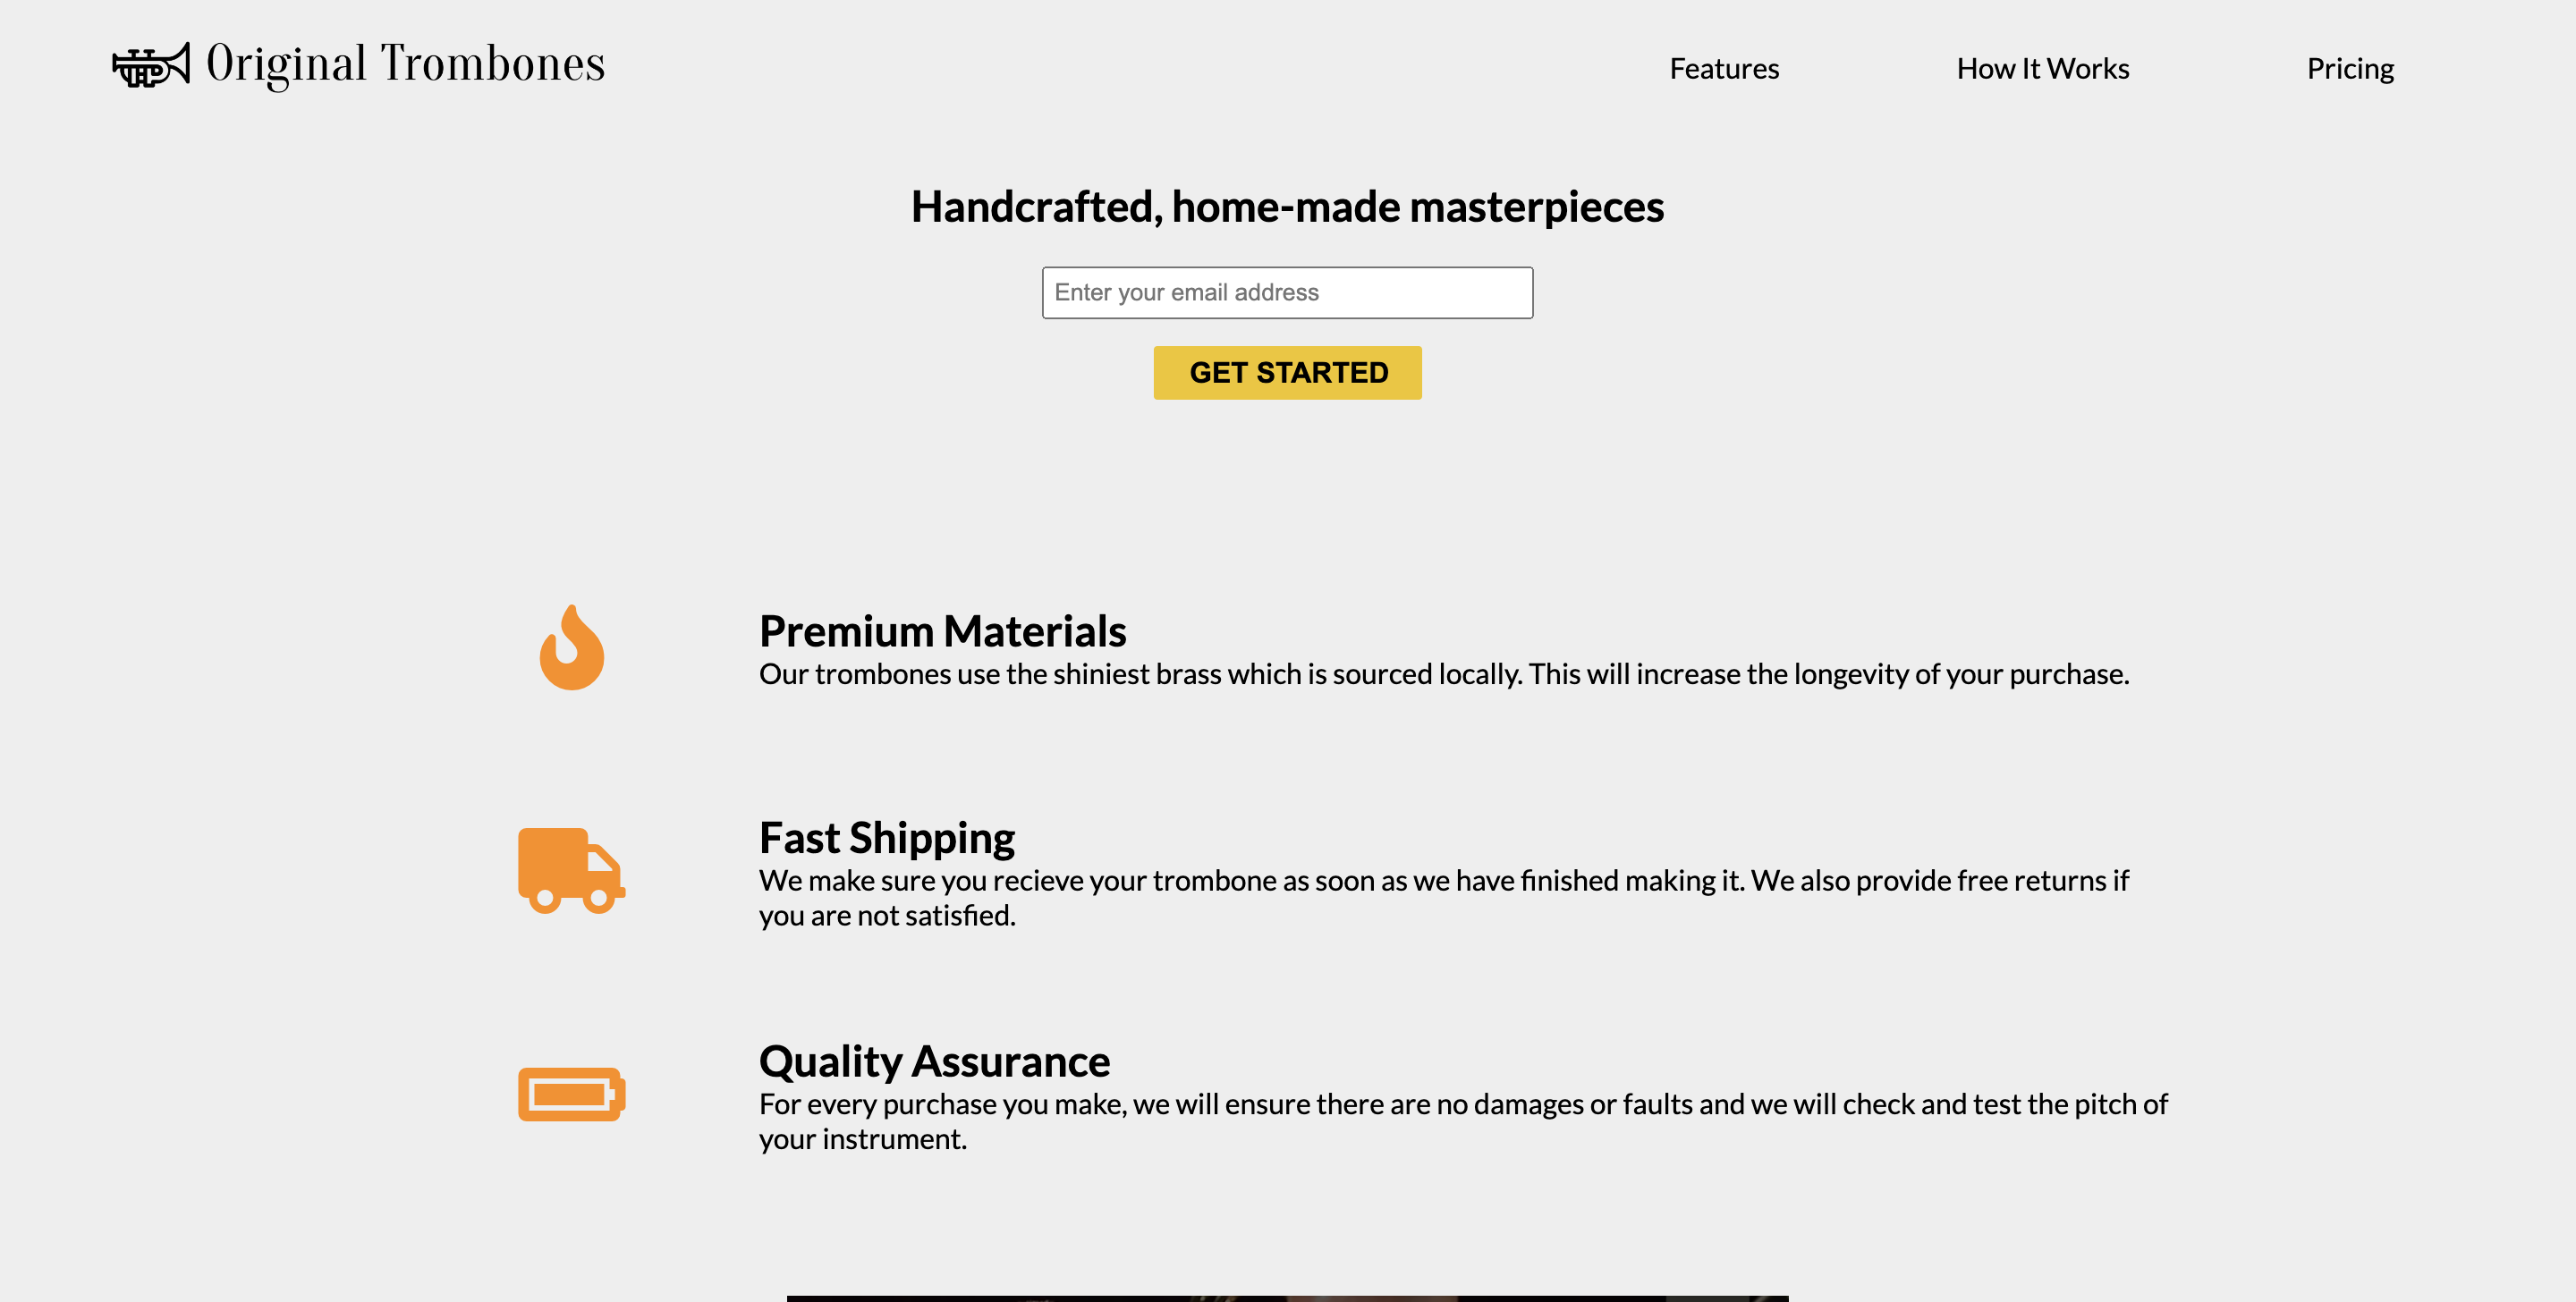 Original Trombones
Features
How It Works
Pricing
Handcrafted, home-made masterpieces
Enter your email address
GET STARTED
Premium Materials
Our trombones use the shiniest brass which is sourced locally. This will increase the longevity of your purchase.
Fast Shipping
We make sure you recieve your trombone as soon as we have finished making it. We also provide free returns if
you are not satisfied.
Quality Assurance
For every purchase you make, we will ensure there are no damages or faults and we will check and test the pitch of
your instrument.